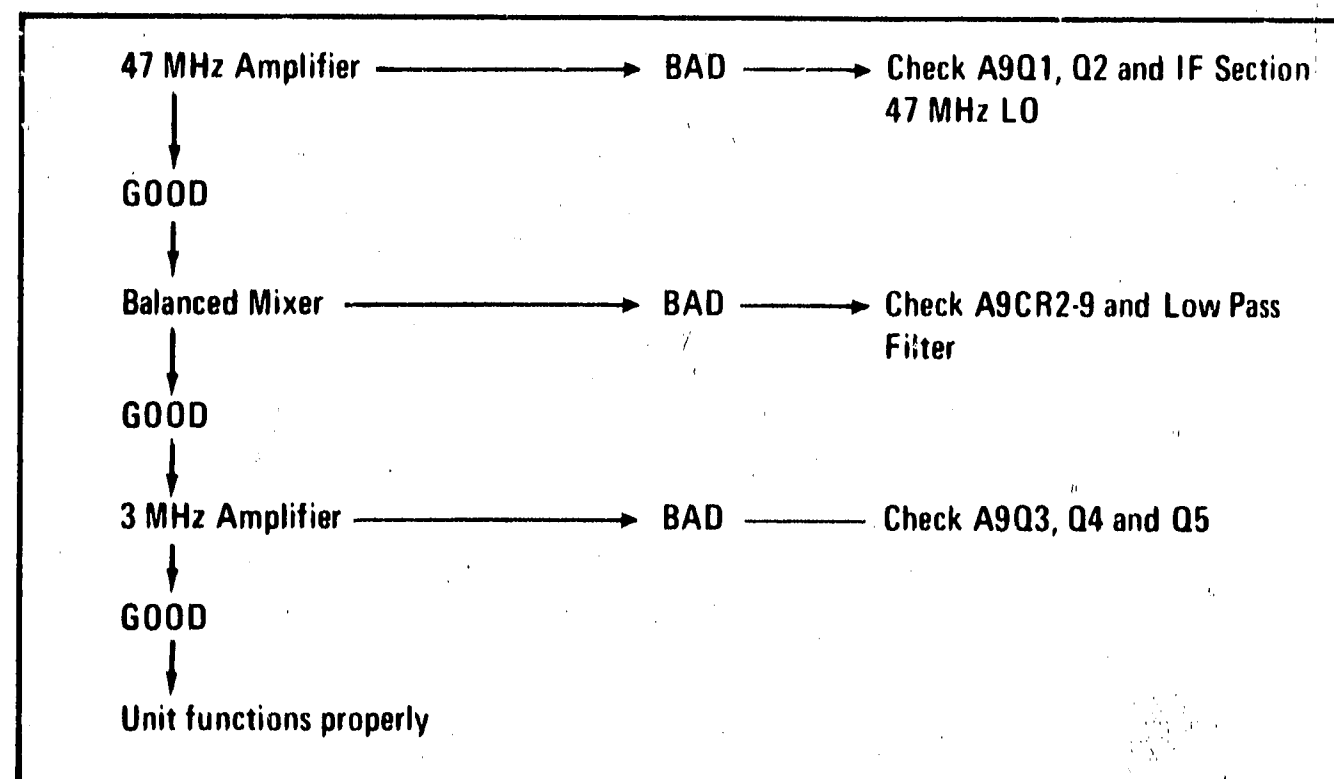 47 MHz Amplifier BAD Check A9Q1, Q2 and IF Section
47 MHz LO
GOOD
Balanced Mixer BAD Check A9CR2-9 and Low Pass
Filter
GOOD
3 MHz Amplifier BAD Check A9Q3, Q4 and Q5
GOOD
Unit functions properly